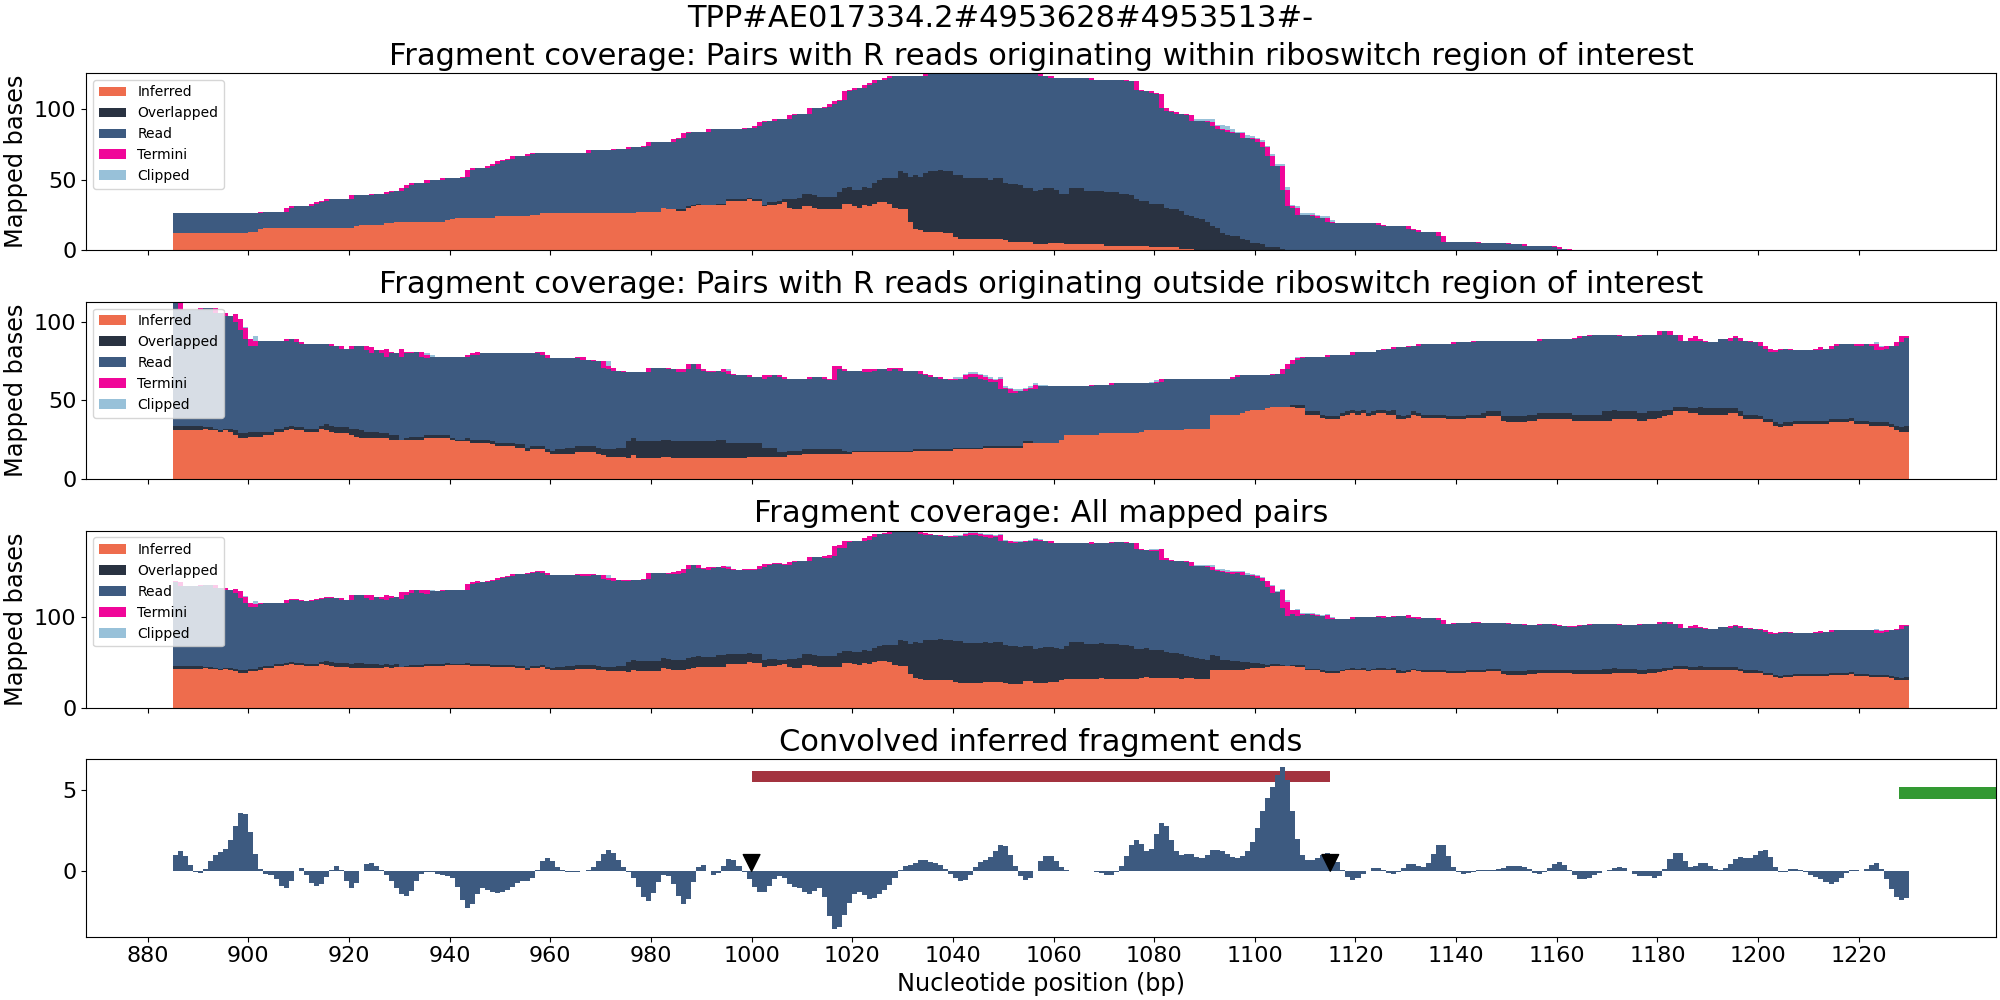 TPP#AE017334.2#4953628#4953513#-
Fragment coverage: Pairs with R reads originating within riboswitch region of interest
Mapped bases
100
50
0
Inferred
Overlapped
Read
Termini
Clipped
Fragment coverage: Pairs with R reads originating outside riboswitch region of interest
Mapped bases
100
50
0
Inferred
Overlapped
Read
Termini
Clipped
Fragment coverage: All mapped pairs
Mapped bases
100
0
Inferred
Overlapped
Read
Termini
Clipped
Convolved inferred fragment ends
5
0
880 900 920 940 960 980 1000 1020 1040 1060 1080 1100 1120 1140 1160 1180 1200 1220
Nucleotide position (bp)